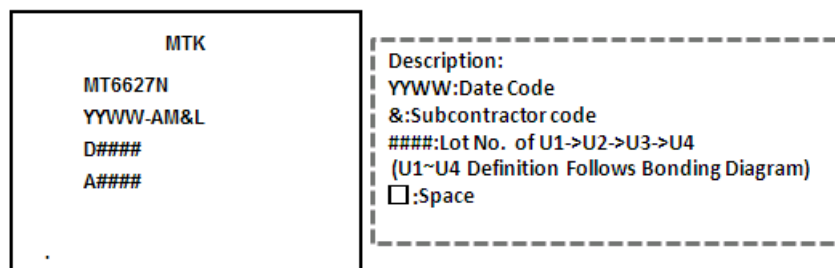 MTK
MT6627N
YYWW-AM&L
D####
A####
.
Description:
YYWW:Date Code
&:Subcontractor code
####:Lot No. of U1->U2->U3->U4
(U1~U4 Definition Follows Bonding Diagram)
□:Space